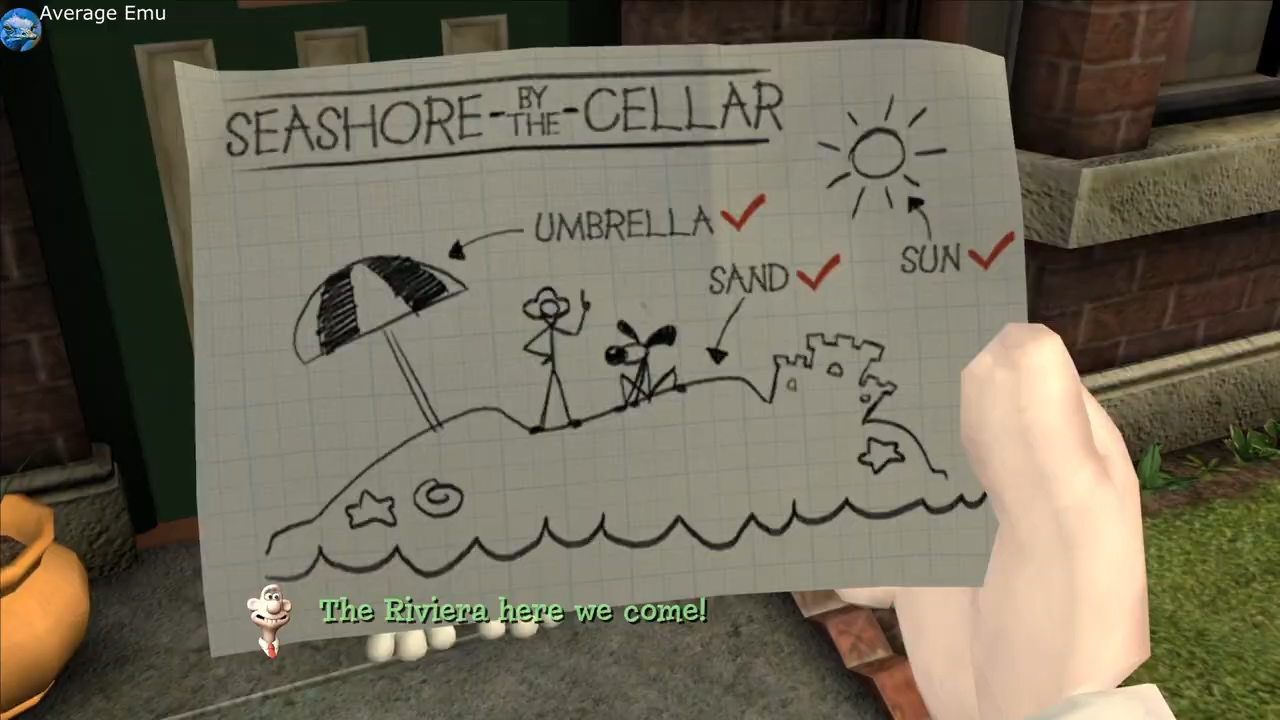 Average Emu
SEASHORE-BY THE-CELLAR
UMBRELLA
SAND
SUN
The Riviera here we come!